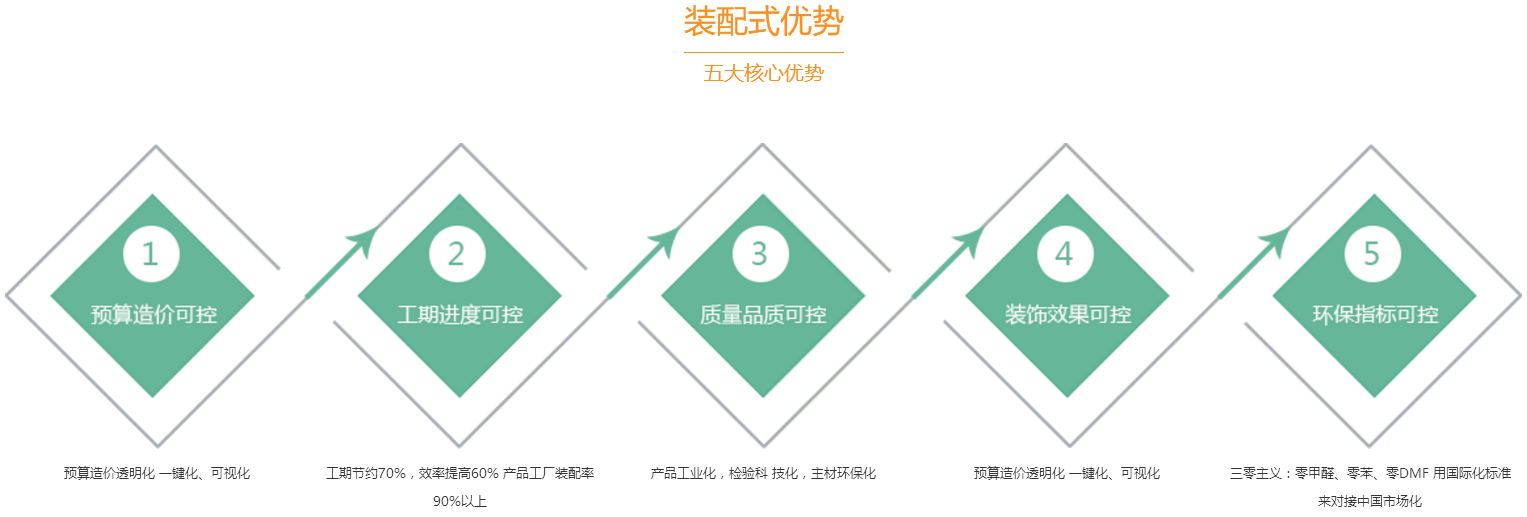 装配式优势
五大核心优势
1
预算造价可控
预算造价透明化 一键化、可视化
2
工期进度可控
工期节约70%，效率提高60% 产品工厂装配率
90%以上
3
质量品质可控
产品工业化，检验科 技化，主材环保化
4
装饰效果可控
预算造价透明化 一键化、可视化
5
环保指标可控
三零主义：零甲醛、零苯、零DMF 用国际化标准
来对接中国市场化